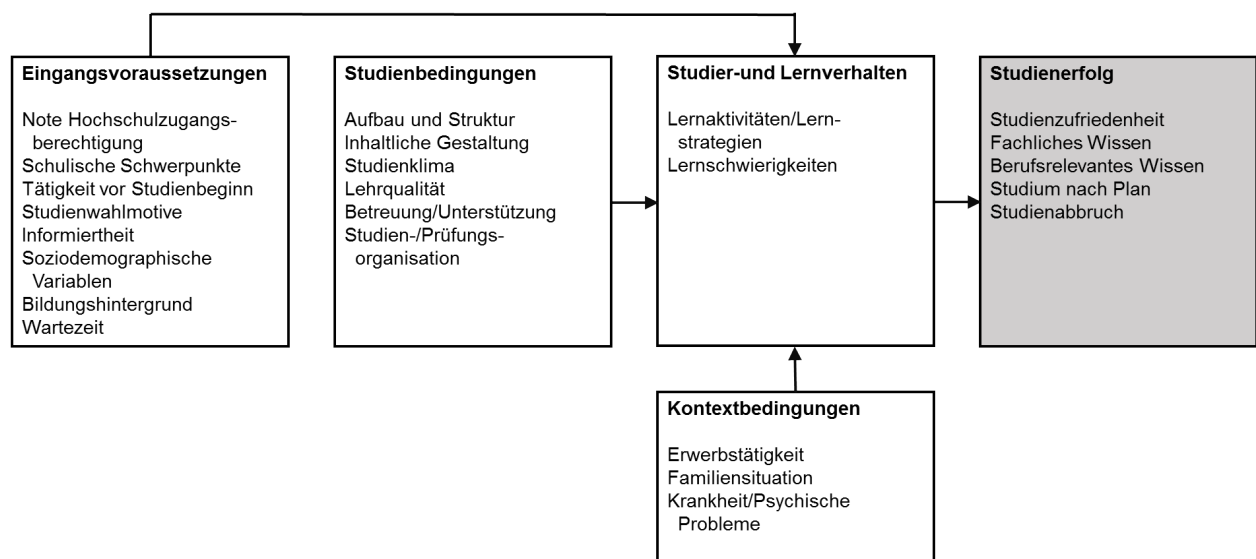 Eingangsvoraussetzungen
Note Hochschulzugangs-
berechtigung
Schulische Schwerpunkte
Tätigkeit vor Studienbeginn
Studienwahlmotive
Informiertheit
Soziodemographische
Variablen
Bildungshintergrund
Wartezeit
Studienbedingungen
Aufbau und Struktur
Inhaltliche Gestaltung
Studienklima
Lehrqualität
Betreuung/Unterstützung
Studien-/Prüfungs-
organisation
Studier-und Lernverhalten
Lernaktivitäten/Lern-
strategien
Lernschwierigkeiten
Studienerfolg
Studienzufriedenheit
Fachliches Wissen
Berufsrelevantes Wissen
Studium nach Plan
Studienabbruch
Kontextbedingungen
Erwerbstätigkeit
Familiensituation
Krankheit/Psychische
Probleme